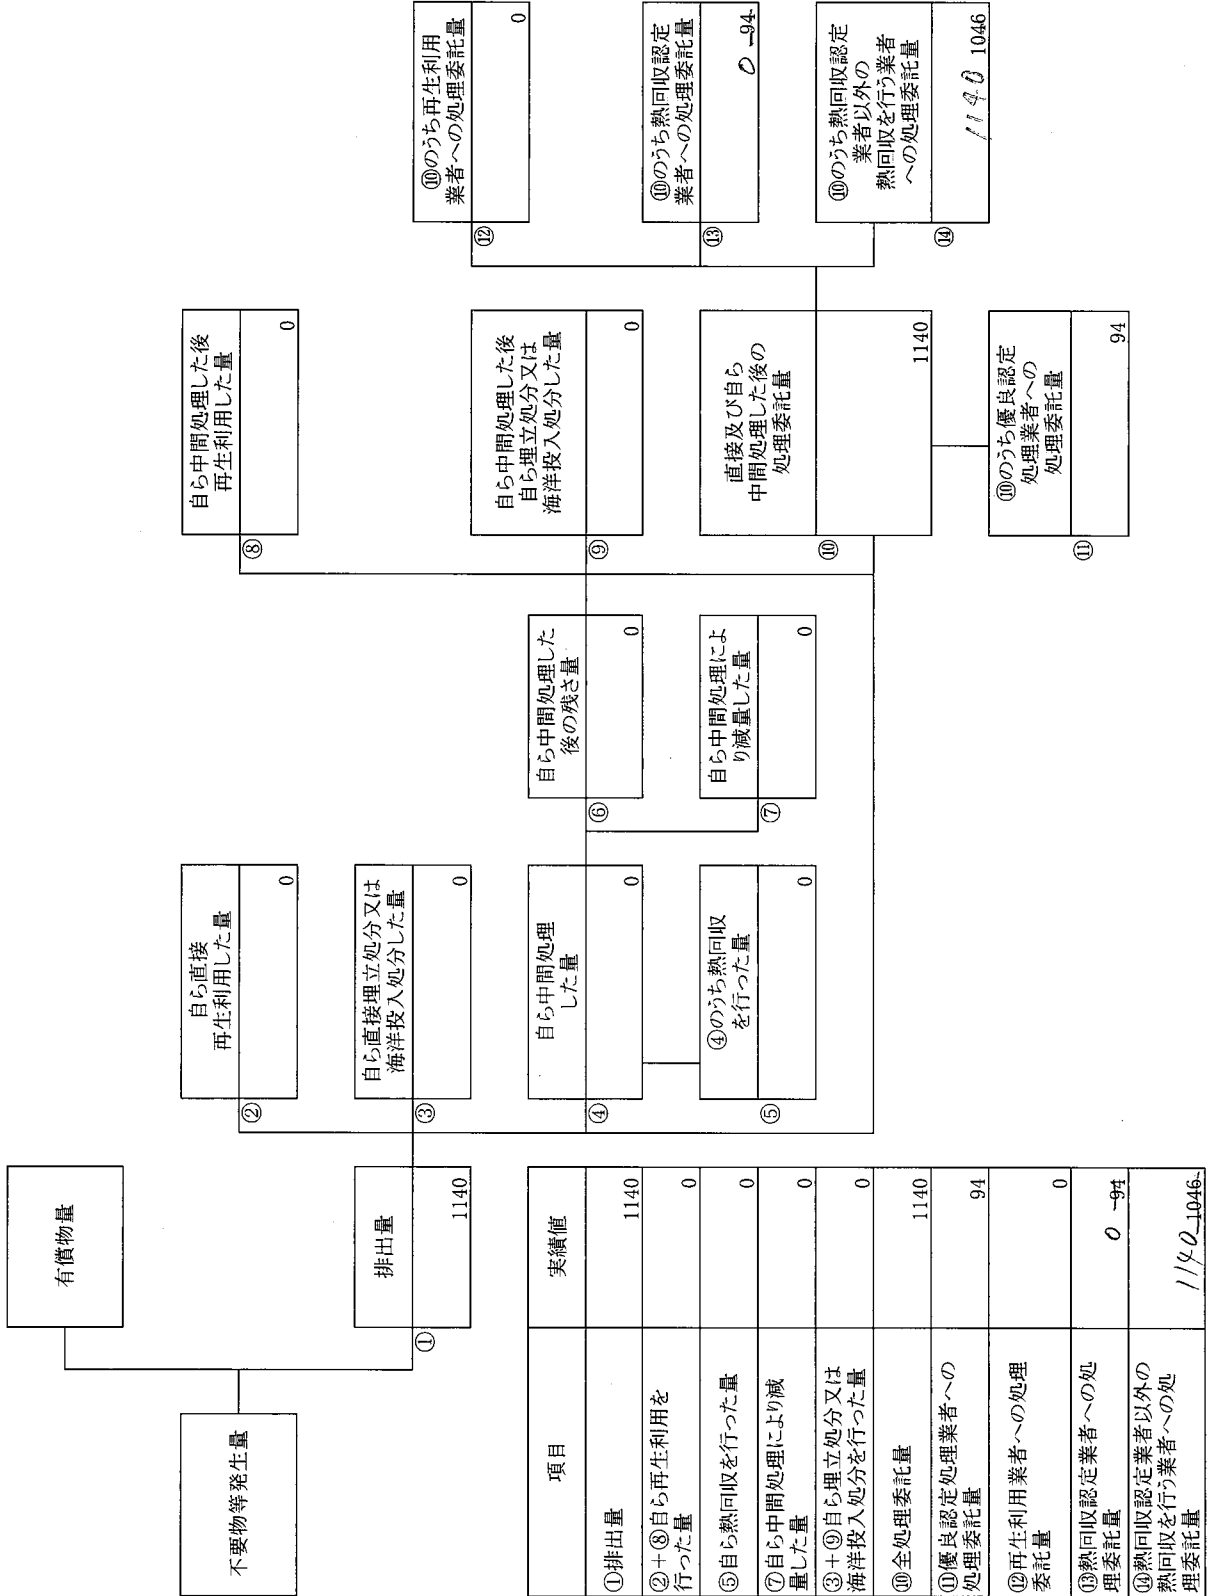 不要物等発生量
有償物量
①
排出量
1140
②
自ら直接
再生利用した量
0
③
自ら直接埋立処分又は
海洋投入処分した量
0
④
自ら中間処理
した量
0
⑤
④のうち熱回収
を行った量
0
⑥
自ら中間処理した
後の残さ量
0
⑦
自ら中間処理によ
り減量した量
0
⑧
自ら中間処理した後
再生利用した量
0
⑨
自ら中間処理した後
自ら埋立処分又は
海洋投入処分した量
0
⑩
直接及び自ら
中間処理した後の
処理委託量
1140
⑪
⑩のうち優良認定
処理業者への
処理委託量
94
⑫
⑩のうち再生利用
業者への処理委託量
0
⑬
⑩のうち熱回収認定
業者への処理委託量
0 94
⑭
⑩のうち熱回収認定
業者以外の
熱回収を行う業者
への処理委託量
1140 1046
項目 実績値
①排出量 1140
②+⑧自ら再生利用を
行った量 0
⑤自ら熱回収を行った量 0
⑦自ら中間処理により減
量した量 0
③+⑨自ら埋立処分又は
海洋投入処分を行った量 0
⑩全処理委託量 1140
⑪優良認定処理業者への
処理委託量 94
⑫再生利用業者への処理
委託量 0
⑬熱回収認定業者への処
理委託量 0 94
⑭熱回収認定業者以外の
熱回収を行う業者への処
理委託量 1140 1046